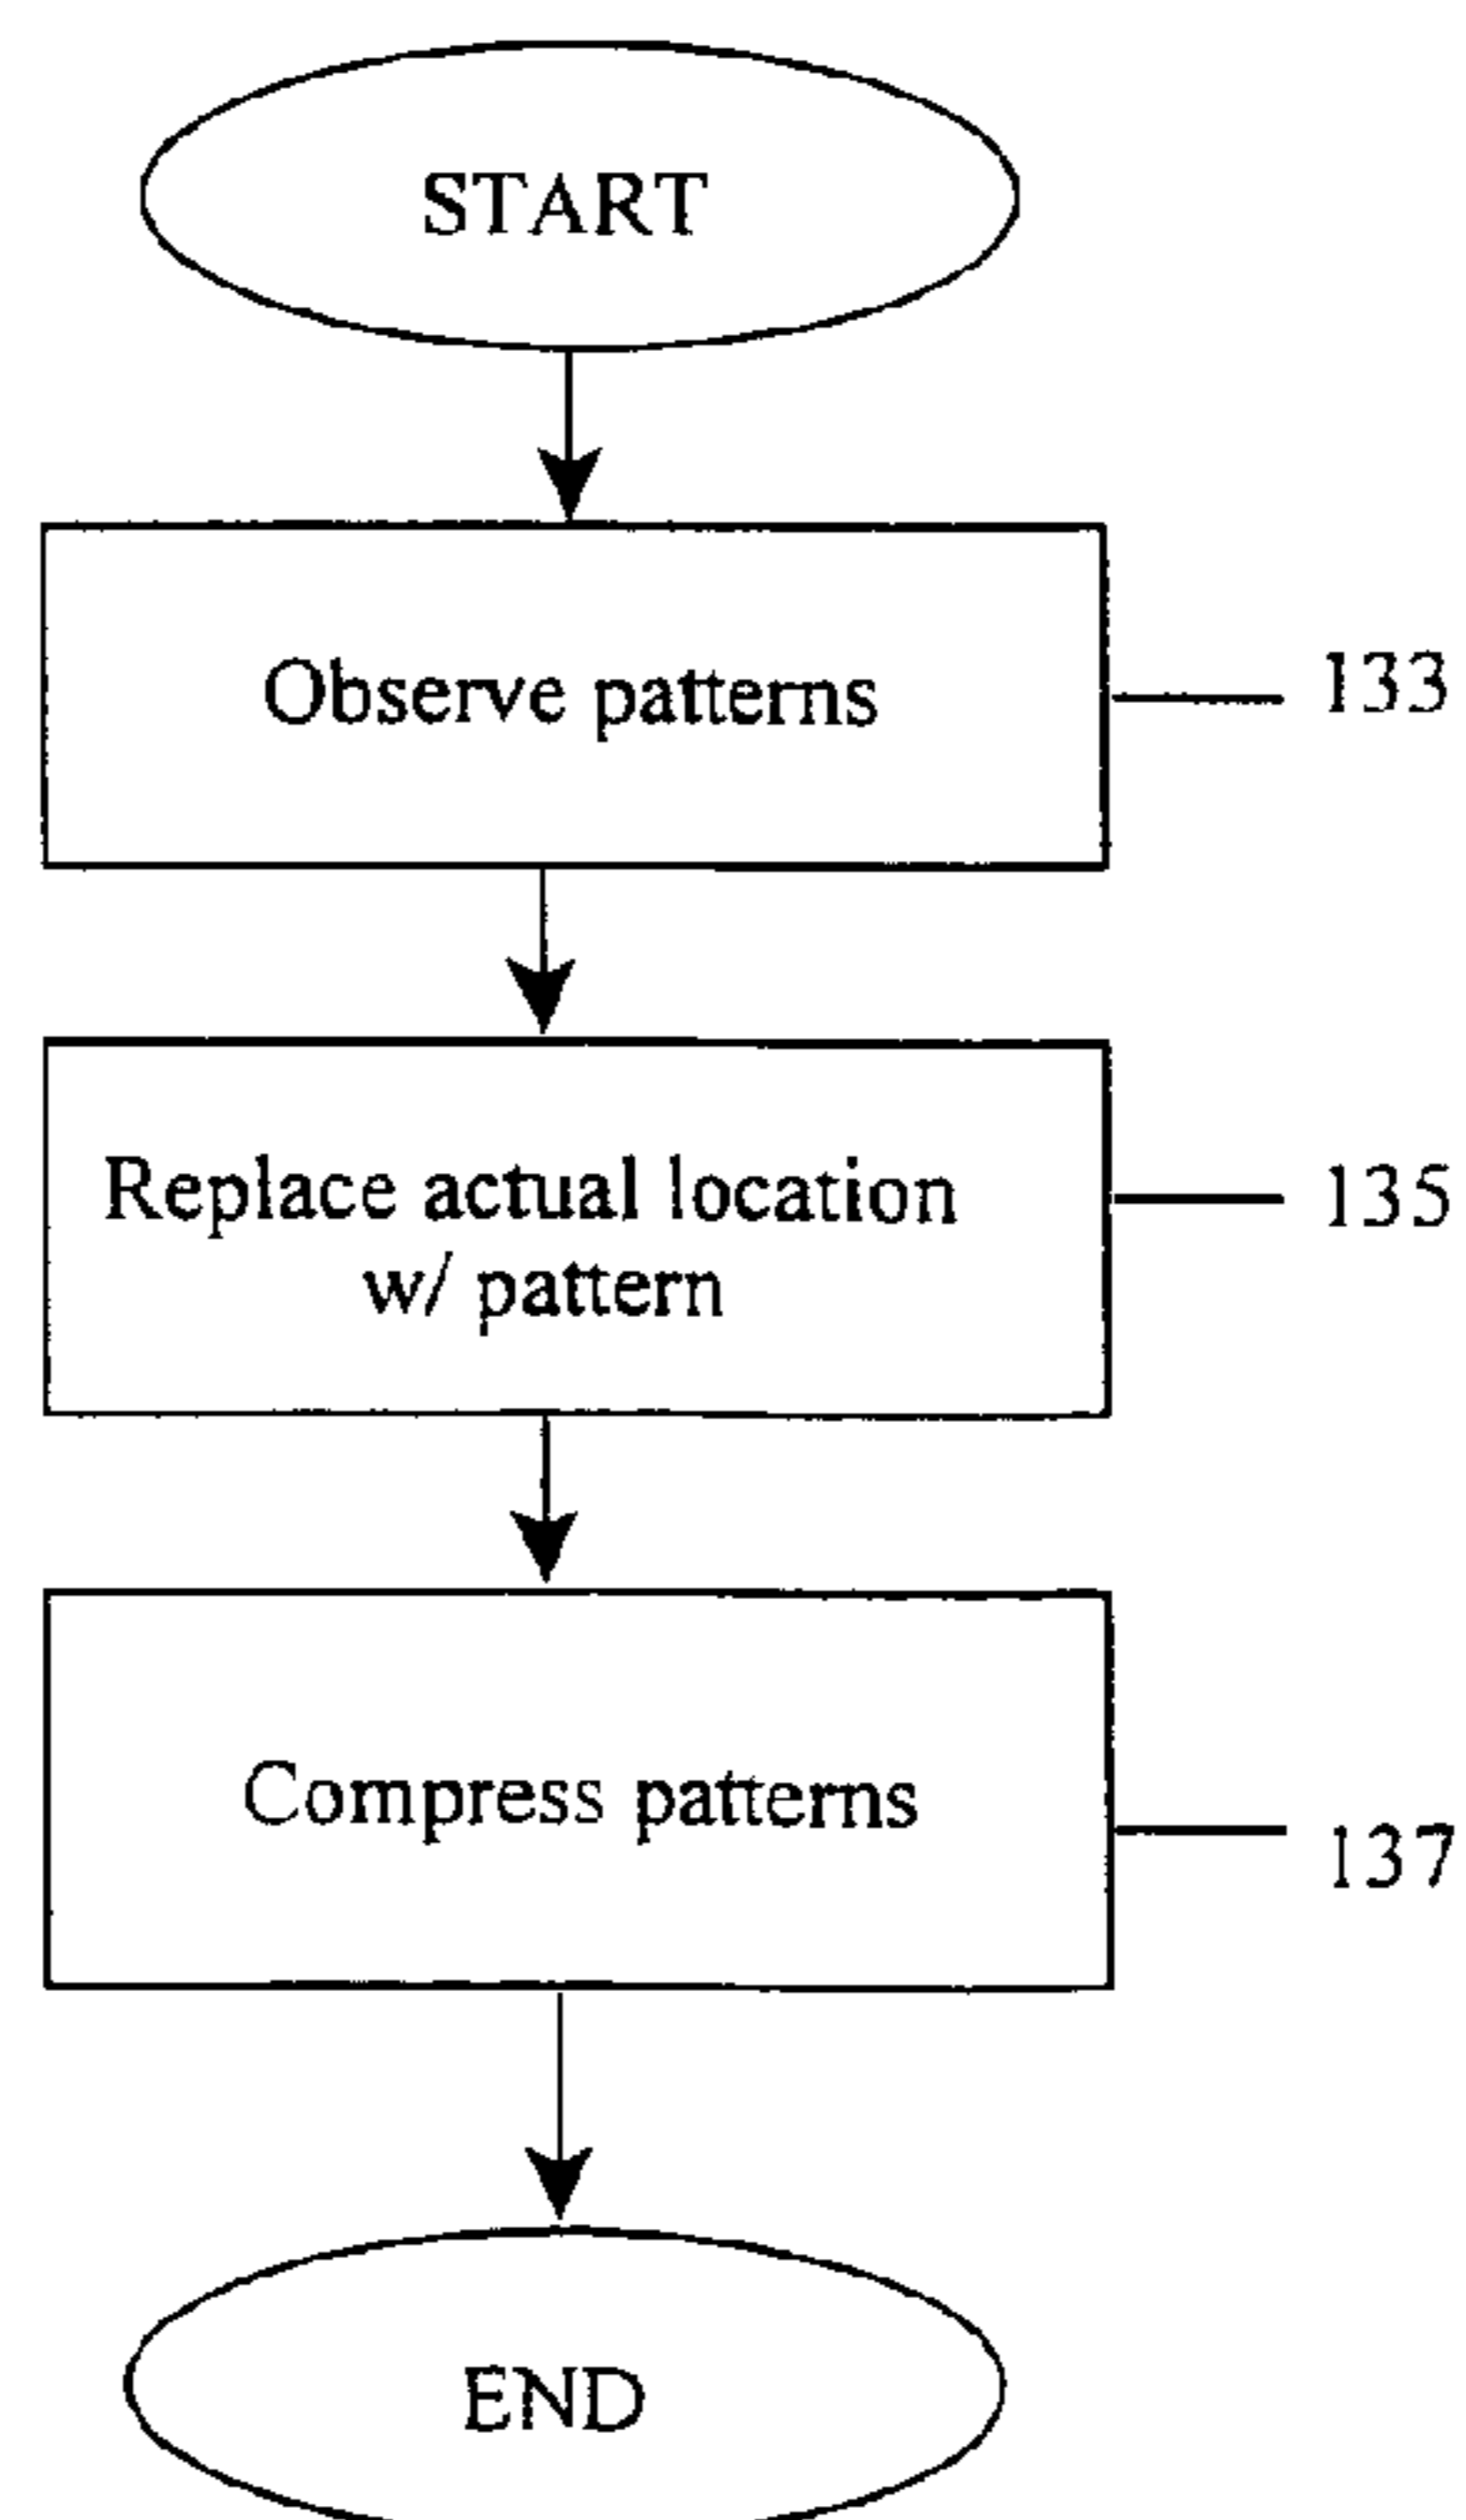 START
Observe patterns
133
Replace actual location
w/ pattern
135
Compress patterns
137
END